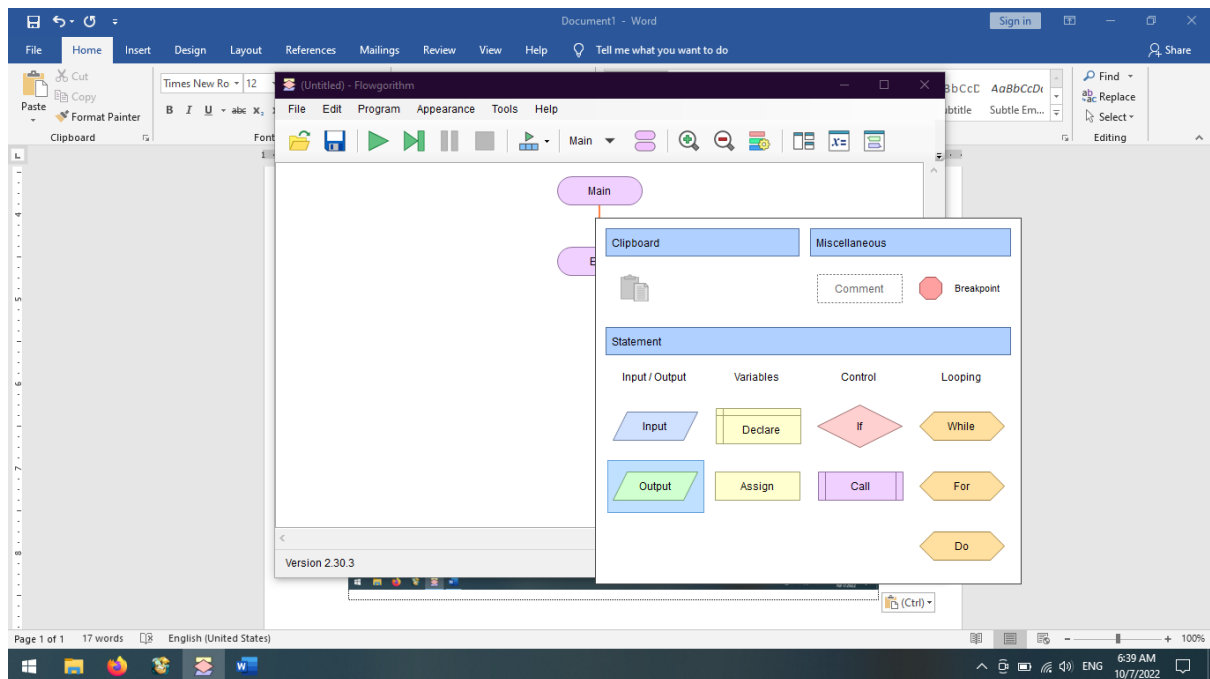 Document1 - Word
Sign in
File Home Insert Design Layout References Mailings Review View Help Tell me what you want to do Share
Cut
Copy
Format Painter
Paste
Clipboard
Times New Ro 12
B I U abc x,
Font
AaBbCcDc
Subtle Em...
Find
Replace
Select
Editing
(Untitled) - Flowgorithm
File Edit Program Appearance Tools Help
Main
Main
Clipboard Miscellaneous
Comment Breakpoint
Statement
Input / Output Variables Control Looping
Input Declare If While
Output Assign Call For
Do
Version 2.30.3
(Ctrl)
Page 1 of 1 17 words English (United States) 100%
ENG
6:39 AM
10/7/2022